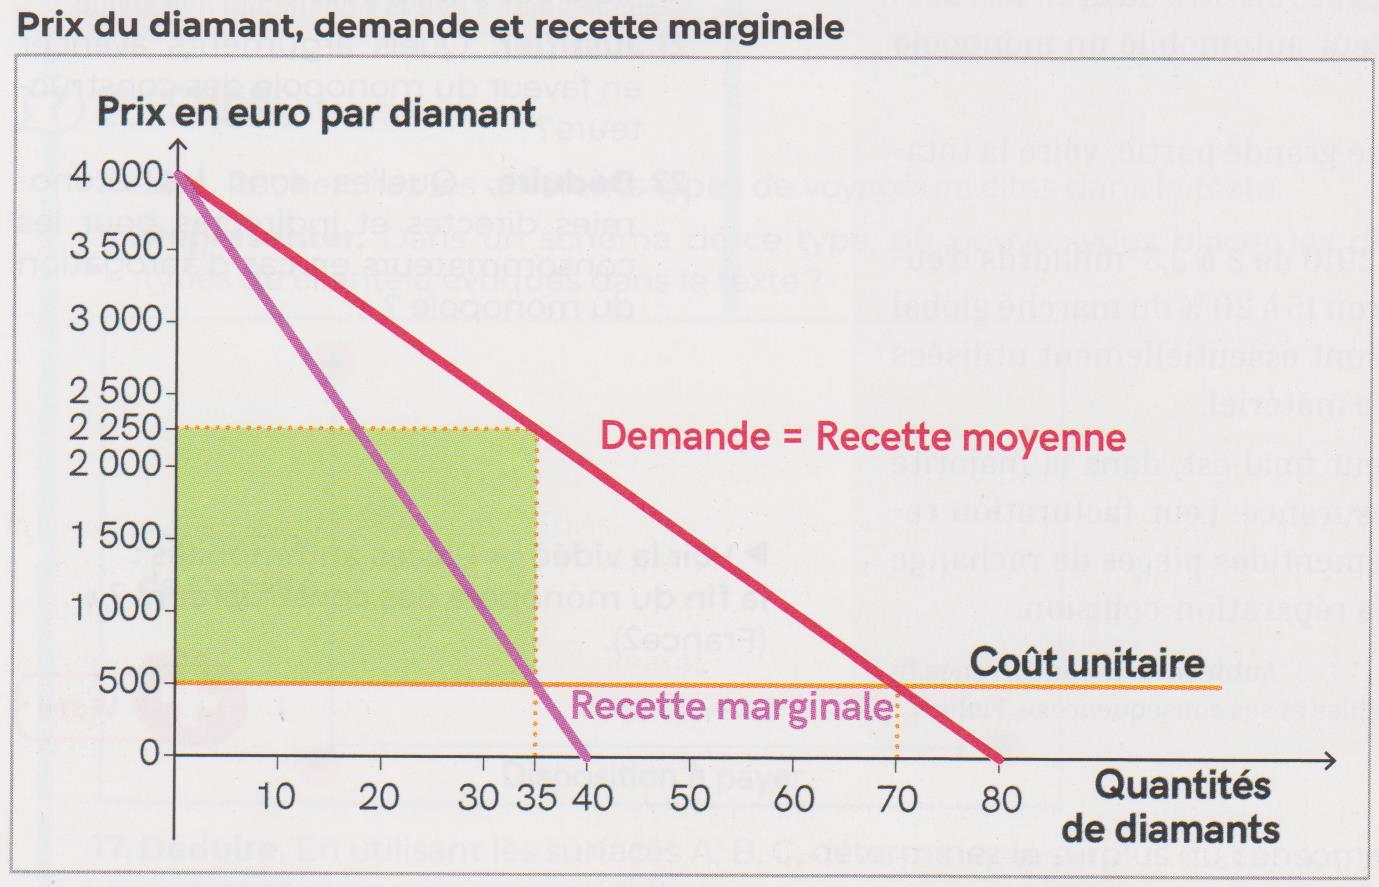 Prix du diamant, demande et recette marginale
Prix en euro par diamant
4 000
3 500
3 000
2 500
2 250
2 000
1 500
1 000
500
0
Demande = Recette moyenne
Coût unitaire
Recette marginale
10 20 30 35 40 50 60 70 80
Quantités
de diamants